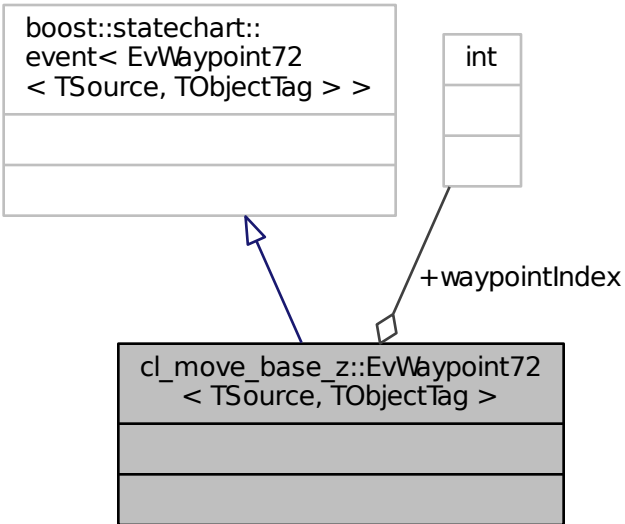 boost::statechart::
event< EvWaypoint72
< TSource, TObjectTag > >
int
+waypointIndex
cl_move_base_z::EvWaypoint72
< TSource, TObjectTag >